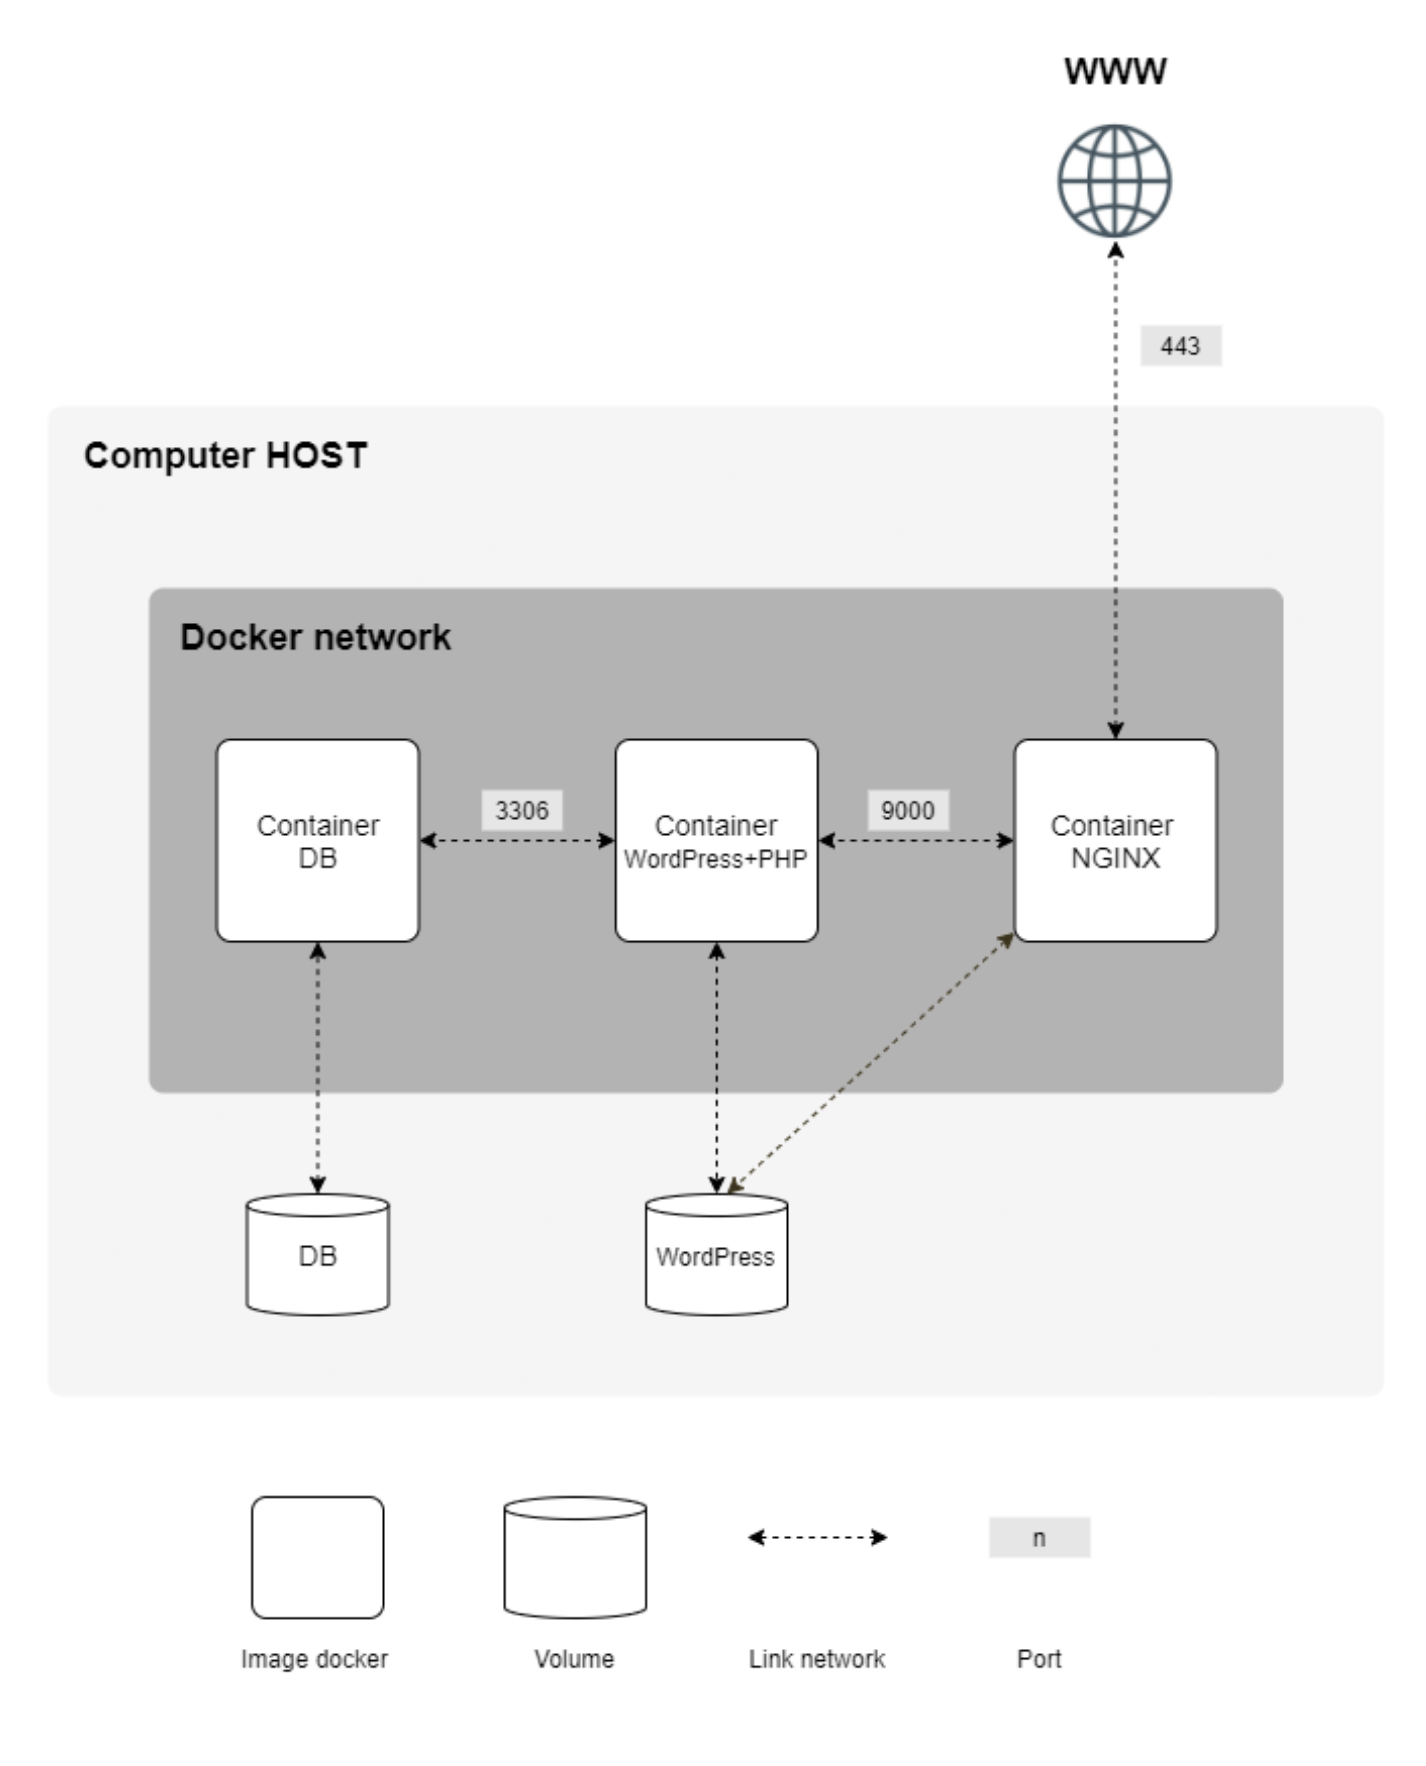 WWW
443
Computer HOST
Docker network
Container
DB
3306
Container
WordPress+PHP
9000
Container
NGINX
DB
WordPress
n
Image docker
Volume
Link network
Port